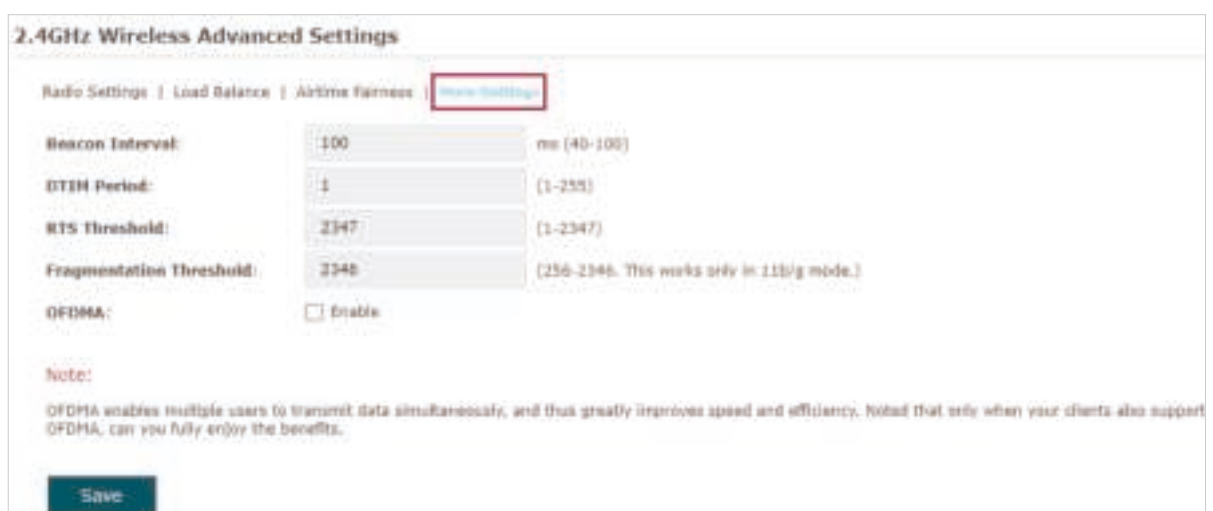 2.4GHz Wireless Advanced Settings
Radio Settings | Load Balance | Airtime Fairness | More Settings
Beacon Interval: 100 ms (40-100)
DTIM Period: 1 (1-255)
RTS Threshold: 2347 (1-2347)
Fragmentation Threshold: 2346 (256-2346. This works only in 11b/g mode.)
OFDMA: Enable
Note:
OFDMA enables multiple users to transmit data simultaneously, and thus greatly improves speed and efficiency. Noted that only when your clients also support
OFDMA, can you fully enjoy the benefits.
Save